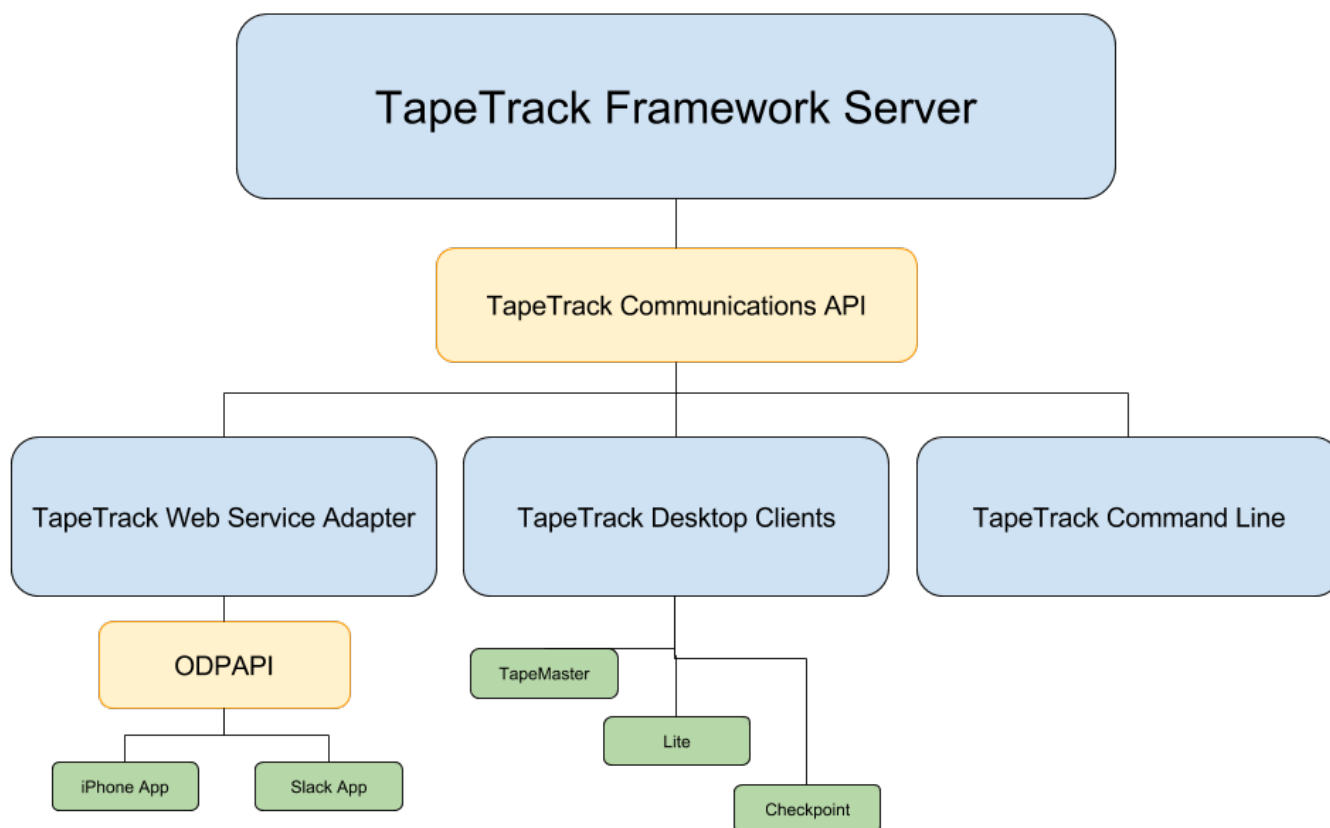 TapeTrack Framework Server
TapeTrack Communications API
TapeTrack Web Service Adapter
TapeTrack Desktop Clients
TapeTrack Command Line
ODPAPI
TapeMaster
Lite
iPhone App
Slack App
Checkpoint